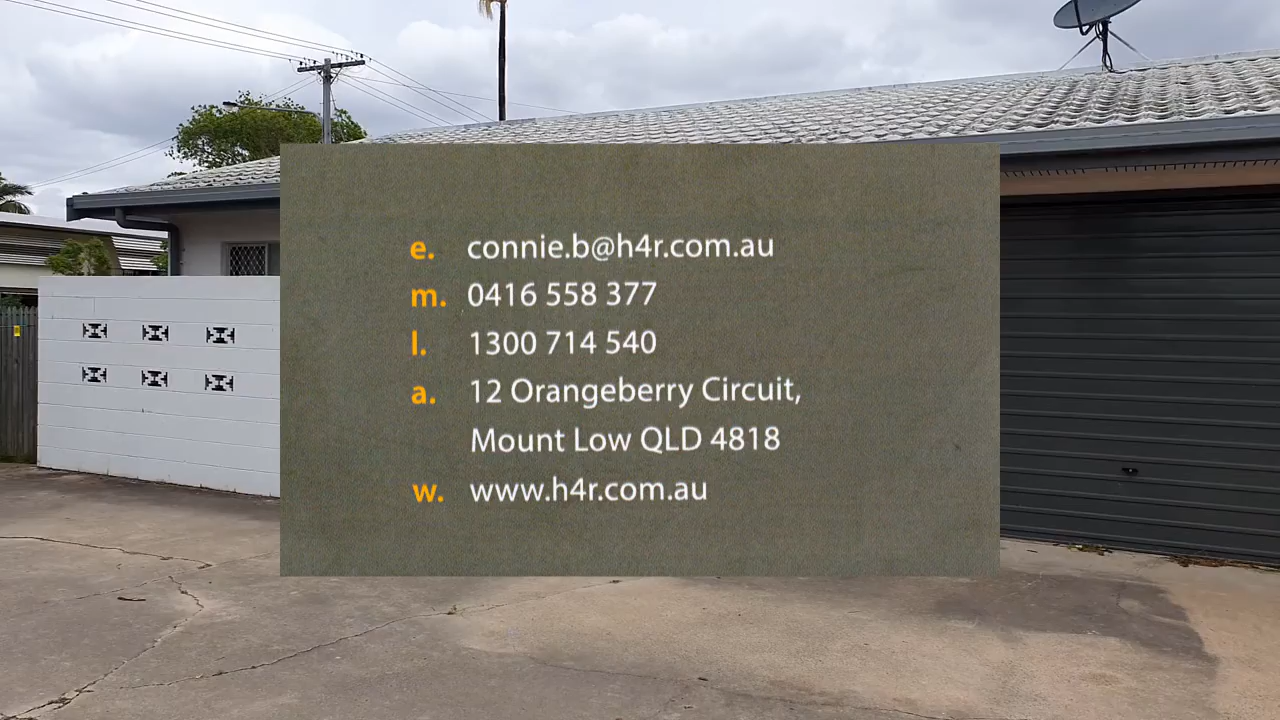 e. connie.b@h4r.com.au
m. 0416 558 377
l. 1300 714 540
a. 12 Orangeberry Circuit,
Mount Low QLD 4818
w. www.h4r.com.au